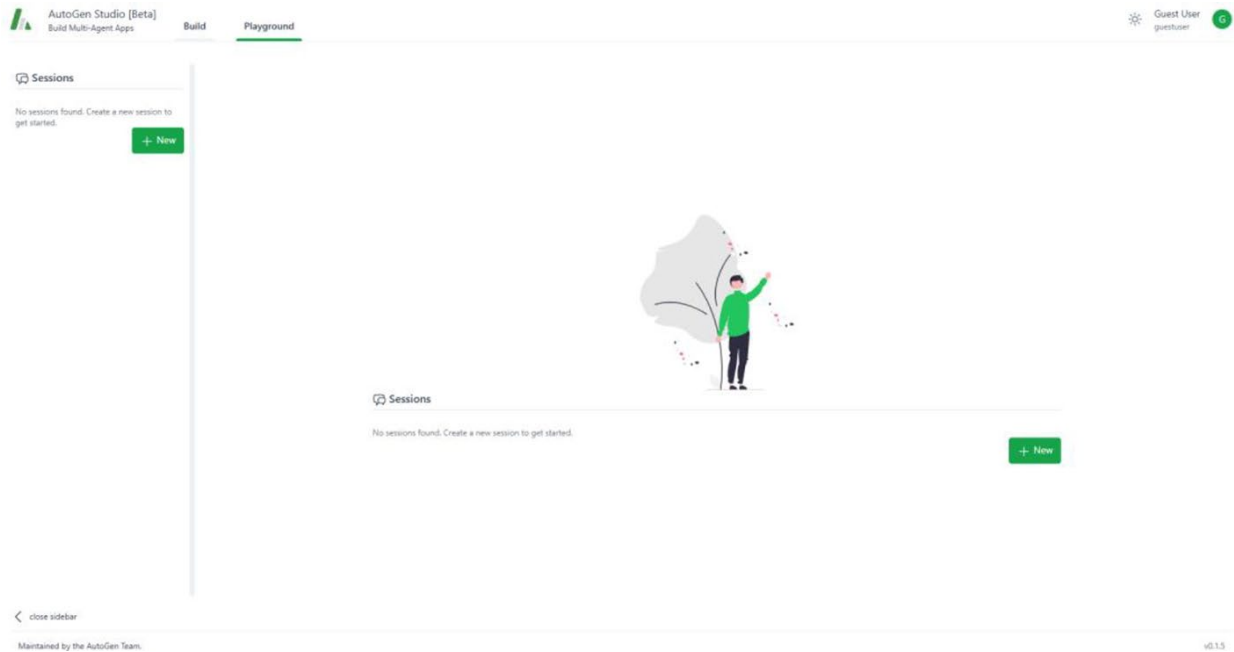 AutoGen Studio [Beta]
Build Multi-Agent Apps
Build
Playground
Guest User
guestuser
G
Sessions
No sessions found. Create a new session to
get started.
+ New
Sessions
No sessions found. Create a new session to get started.
+ New
close sidebar
Maintained by the AutoGen Team.
v0.1.5